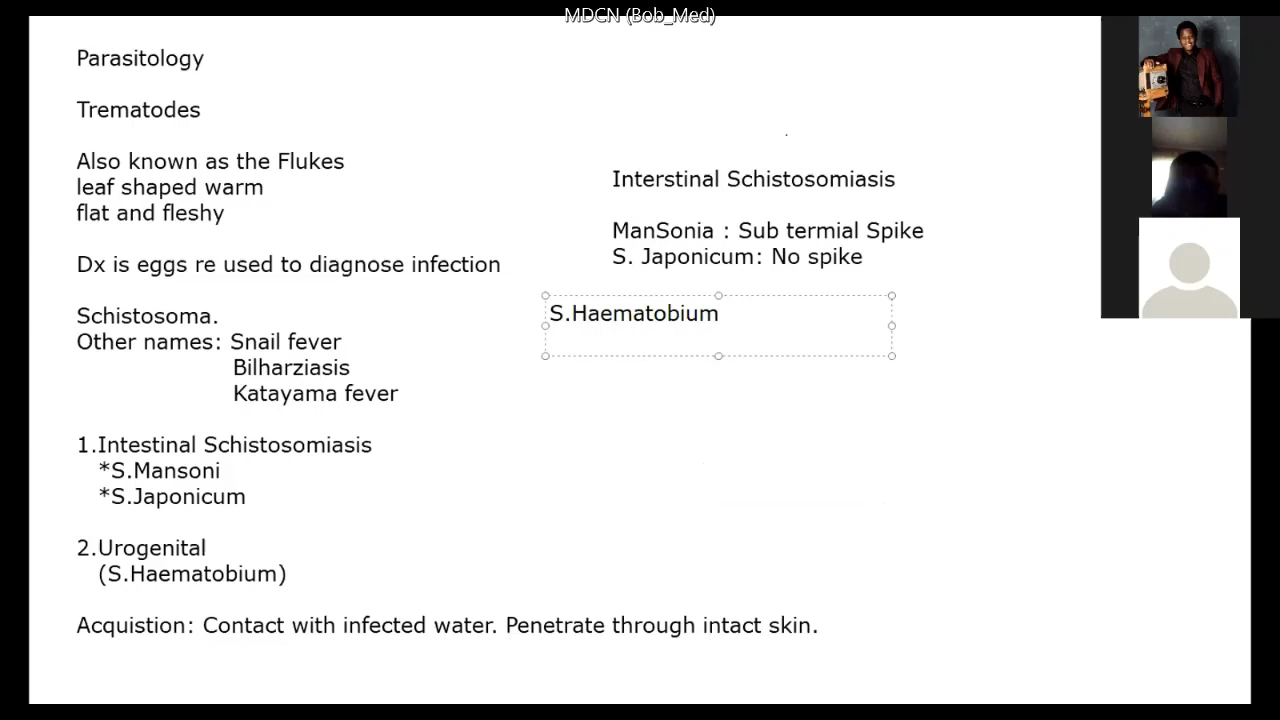 MDCN (Bob_Med)
Parasitology
Trematodes
Also known as the Flukes
leaf shaped warm
flat and fleshy
Dx is eggs re used to diagnose infection
Schistosoma.
Other names: Snail fever
Bilharziasis
Katayama fever
1.Intestinal Schistosomiasis
*S.Mansoni
*S.Japonicum
2.Urogenital
(S.Haematobium)
Acquistion: Contact with infected water. Penetrate through intact skin.
Interstinal Schistosomiasis
ManSonia : Sub termial Spike
S. Japonicum: No spike
S.Haematobium